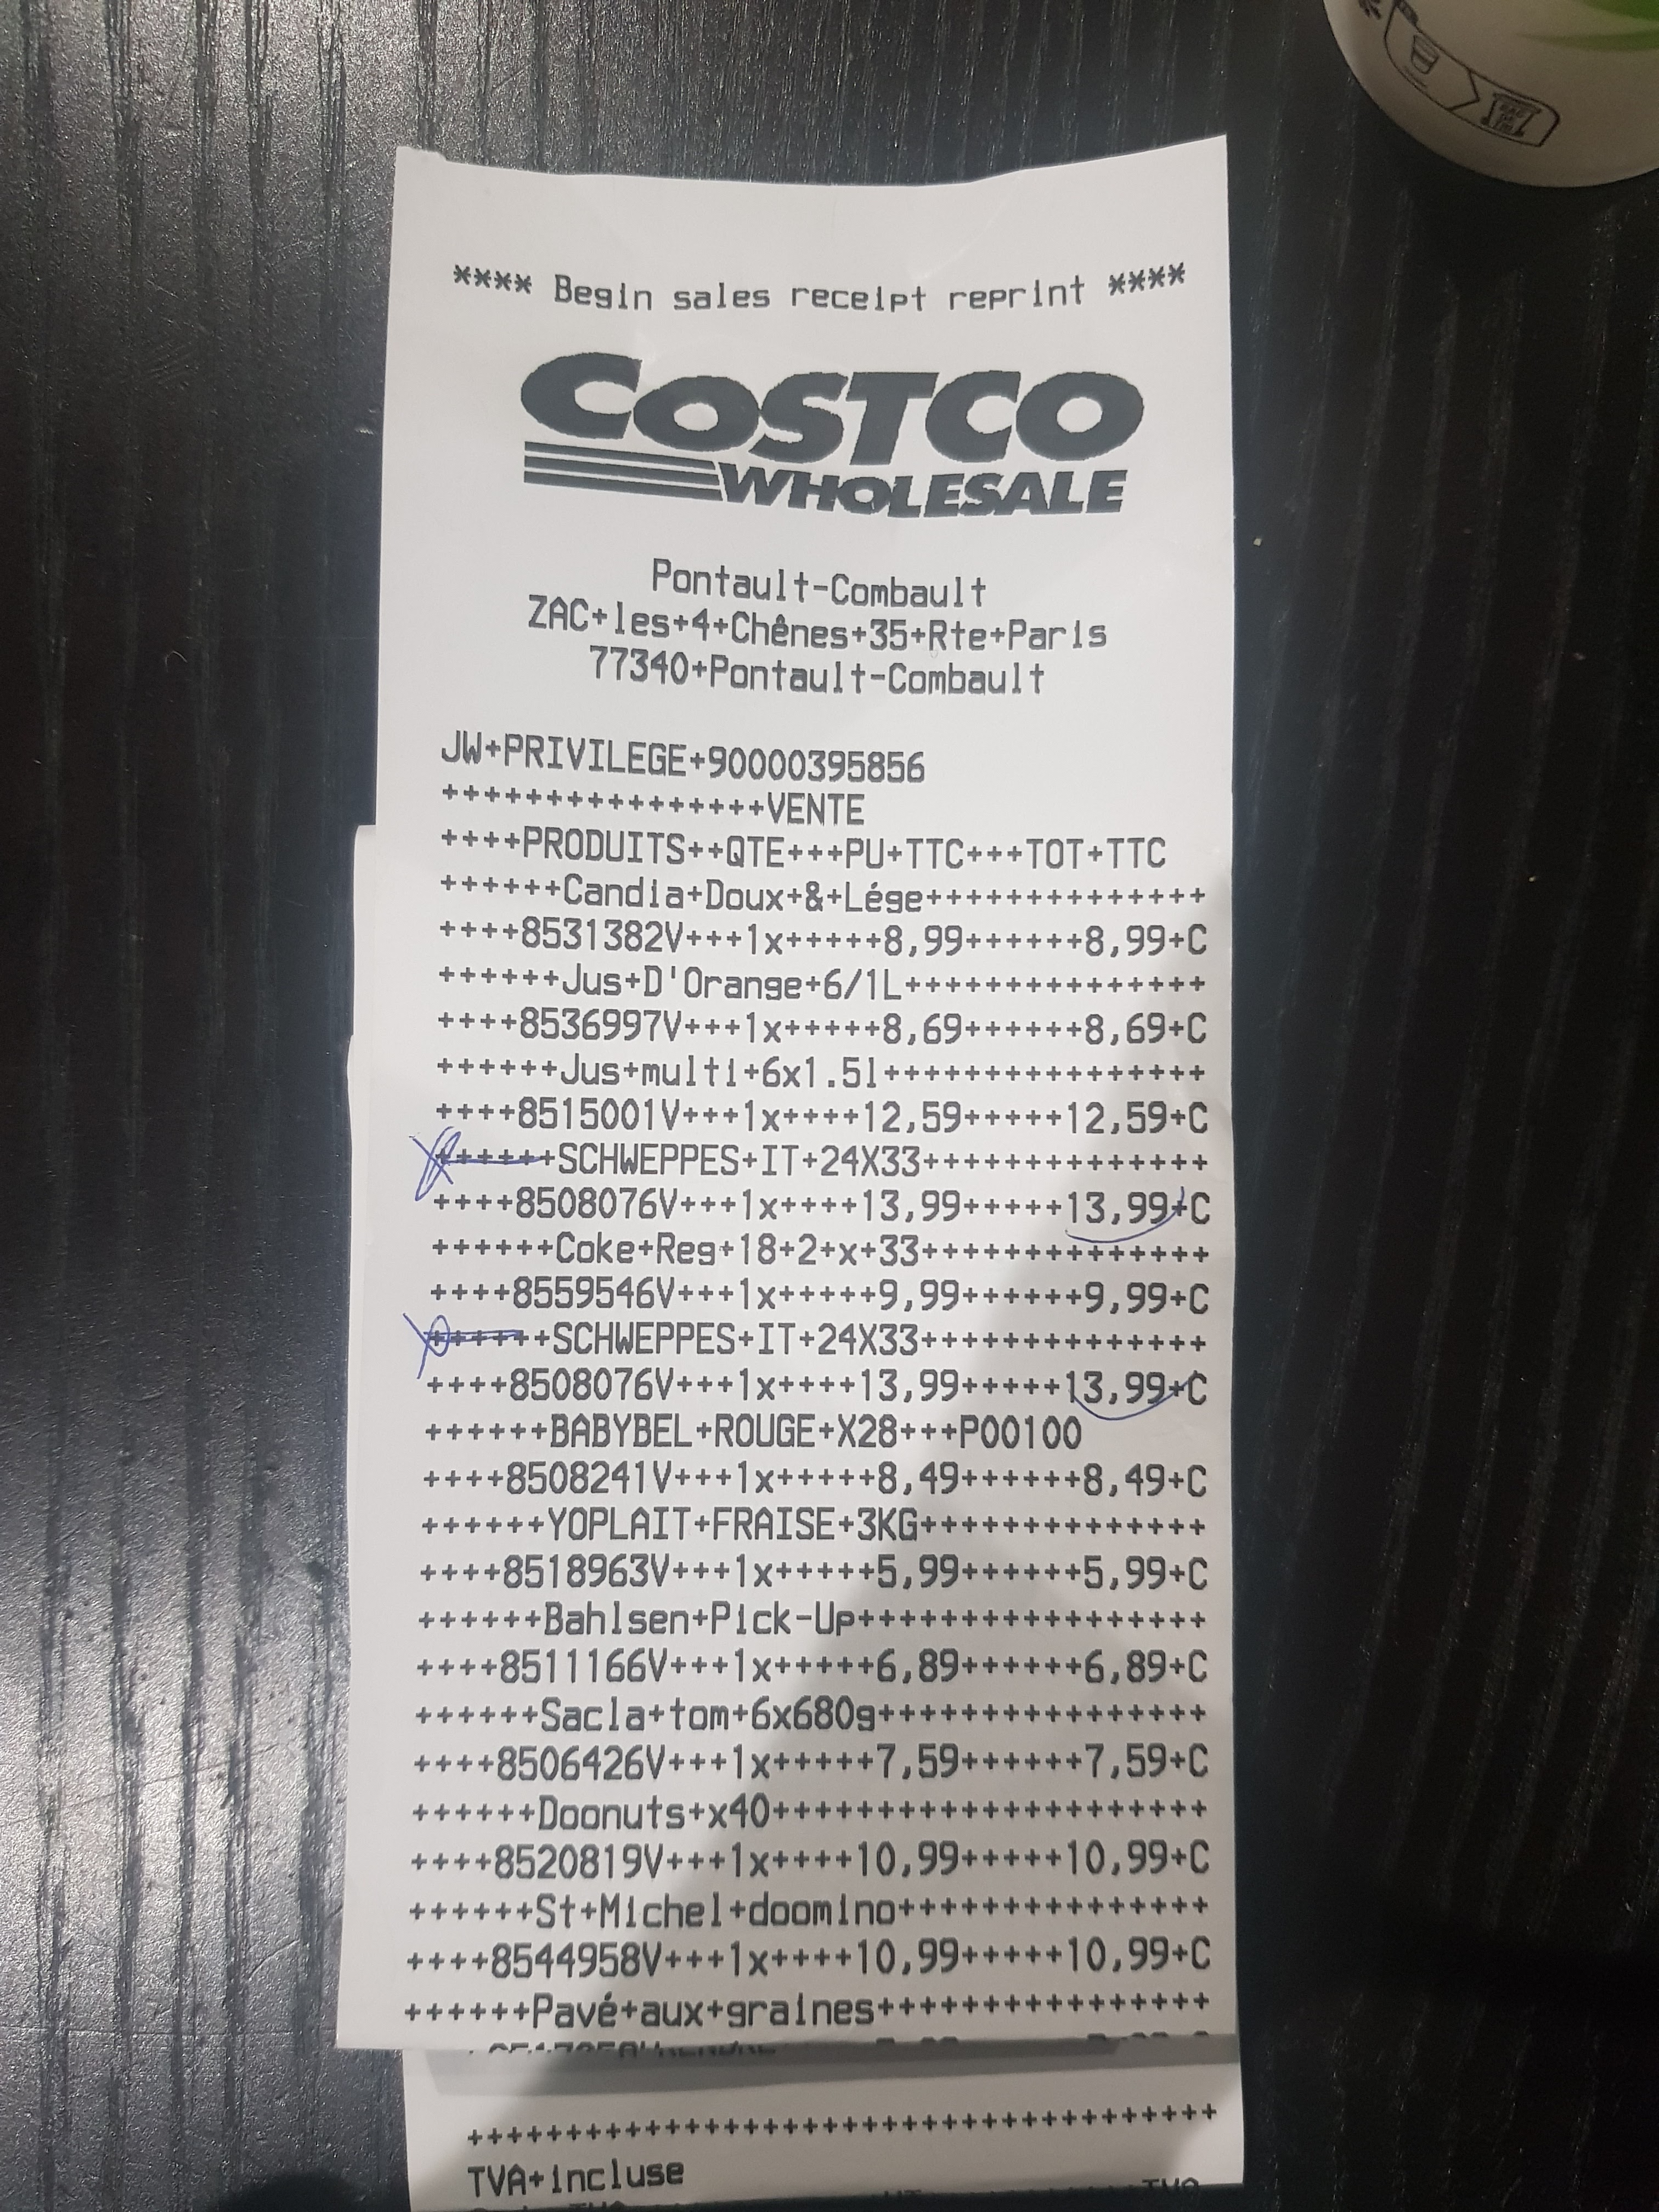 **** Begin sales receipt reprint ****
COSTCO
WHOLESALE
Pontault-Combault
ZAC+les+4+Chênes+35+Rte+Paris
77340+Pontault-Combault
JW+PRIVILEGE+90000395856
++++++++++++++++VENTE
++++PRODUITS++QTE+++PU+TTC+++TOT+TTC
++++++Candia+Doux+&+Lége++++++++++++++
++++8531382V+++1x+++++8,99++++++8,99+C
++++++Jus+D'Orange+6/1L+++++++++++++++
++++8536997V+++1x+++++8,69++++++8,69+C
++++++Jus+multi+6x1.5l++++++++++++++++
++++8515001V+++1x++++12,59+++++12,59+C
++++++SCHWEPPES+IT+24X33++++++++++++++
++++8508076V+++1x++++13,99+++++13,99+C
++++++Coke+Reg+18+2+x+33++++++++++++++
++++8559546V+++1x+++++9,99++++++9,99+C
++++++SCHWEPPES+IT+24X33++++++++++++++
++++8508076V+++1x++++13,99+++++13,99+C
++++++BABYBEL+ROUGE+X28+++P00100
++++8508241V+++1x+++++8,49++++++8,49+C
++++++YOPLAIT+FRAISE+3KG++++++++++++++
++++8518963V+++1x+++++5,99++++++5,99+C
++++++Bahlsen+Pick-Up+++++++++++++++++
++++8511166V+++1x+++++6,89++++++6,89+C
++++++Sacla+tom+6x680g++++++++++++++++
++++8506426V+++1x+++++7,59++++++7,59+C
++++++Doonuts+x40+++++++++++++++++++++
++++8520819V+++1x++++10,99+++++10,99+C
++++++St+Michel+doomino+++++++++++++++
++++8544958V+++1x++++10,99+++++10,99+C
++++++Pavé+aux+graines++++++++++++++++
++++++++++++++++++++++++++++++++++++++
TVA+incluse